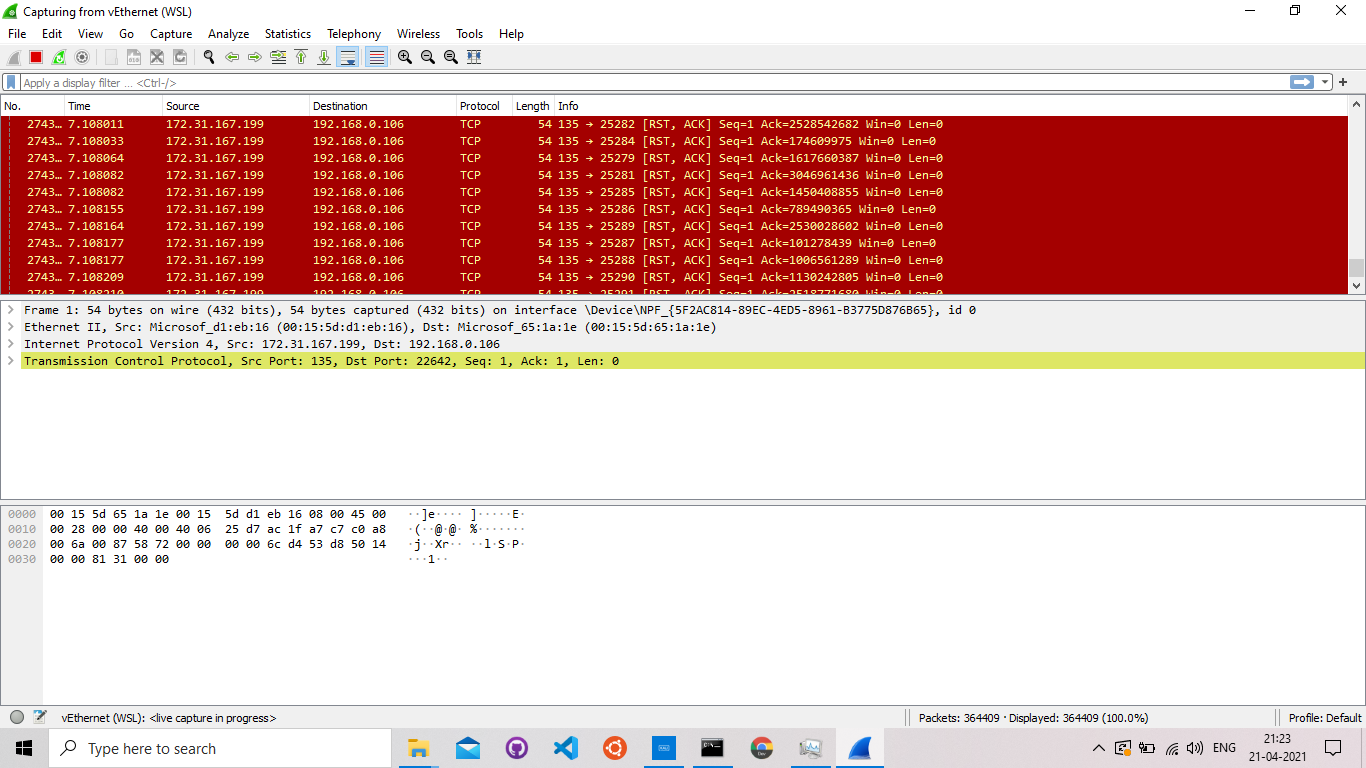 Capturing from vEthernet (WSL)
File Edit View Go Capture Analyze Statistics Telephony Wireless Tools Help
Apply a display filter ... <Ctrl-/>
No. Time Source Destination Protocol Length Info
2743... 7.108011 172.31.167.199 192.168.0.106 TCP 54 135 → 25282 [RST, ACK] Seq=1 Ack=2528542682 Win=0 Len=0
2743... 7.108033 172.31.167.199 192.168.0.106 TCP 54 135 → 25284 [RST, ACK] Seq=1 Ack=174609975 Win=0 Len=0
2743... 7.108064 172.31.167.199 192.168.0.106 TCP 54 135 → 25279 [RST, ACK] Seq=1 Ack=1617660387 Win=0 Len=0
2743... 7.108082 172.31.167.199 192.168.0.106 TCP 54 135 → 25281 [RST, ACK] Seq=1 Ack=3046961436 Win=0 Len=0
2743... 7.108082 172.31.167.199 192.168.0.106 TCP 54 135 → 25285 [RST, ACK] Seq=1 Ack=1450408855 Win=0 Len=0
2743... 7.108155 172.31.167.199 192.168.0.106 TCP 54 135 → 25286 [RST, ACK] Seq=1 Ack=789490365 Win=0 Len=0
2743... 7.108164 172.31.167.199 192.168.0.106 TCP 54 135 → 25289 [RST, ACK] Seq=1 Ack=2530028602 Win=0 Len=0
2743... 7.108177 172.31.167.199 192.168.0.106 TCP 54 135 → 25287 [RST, ACK] Seq=1 Ack=101278439 Win=0 Len=0
2743... 7.108177 172.31.167.199 192.168.0.106 TCP 54 135 → 25288 [RST, ACK] Seq=1 Ack=1006561289 Win=0 Len=0
2743... 7.108209 172.31.167.199 192.168.0.106 TCP 54 135 → 25290 [RST, ACK] Seq=1 Ack=1130242805 Win=0 Len=0
Frame 1: 54 bytes on wire (432 bits), 54 bytes captured (432 bits) on interface \Device\NPF_{5F2AC814-89EC-4ED5-8961-B3775D876B65}, id 0
Ethernet II, Src: Microsof_d1:eb:16 (00:15:5d:d1:eb:16), Dst: Microsof_65:1a:1e (00:15:5d:65:1a:1e)
Internet Protocol Version 4, Src: 172.31.167.199, Dst: 192.168.0.106
Transmission Control Protocol, Src Port: 135, Dst Port: 22642, Seq: 1, Ack: 1, Len: 0
0000 00 15 5d 65 1a 1e 00 15 5d d1 eb 16 08 00 45 00 ··]e···· ]·····E·
0010 00 28 00 00 40 00 40 06 25 d7 ac 1f a7 c7 c0 a8 ·(··@·@· %·······
0020 00 6a 00 87 58 72 00 00 00 00 6c d4 53 d8 50 14 ·j··Xr·· ··l·S·P·
0030 00 00 81 31 00 00 ···1··
vEthernet (WSL): <live capture in progress> Packets: 364409 · Displayed: 364409 (100.0%) Profile: Default
Type here to search ENG 21:23
21-04-2021